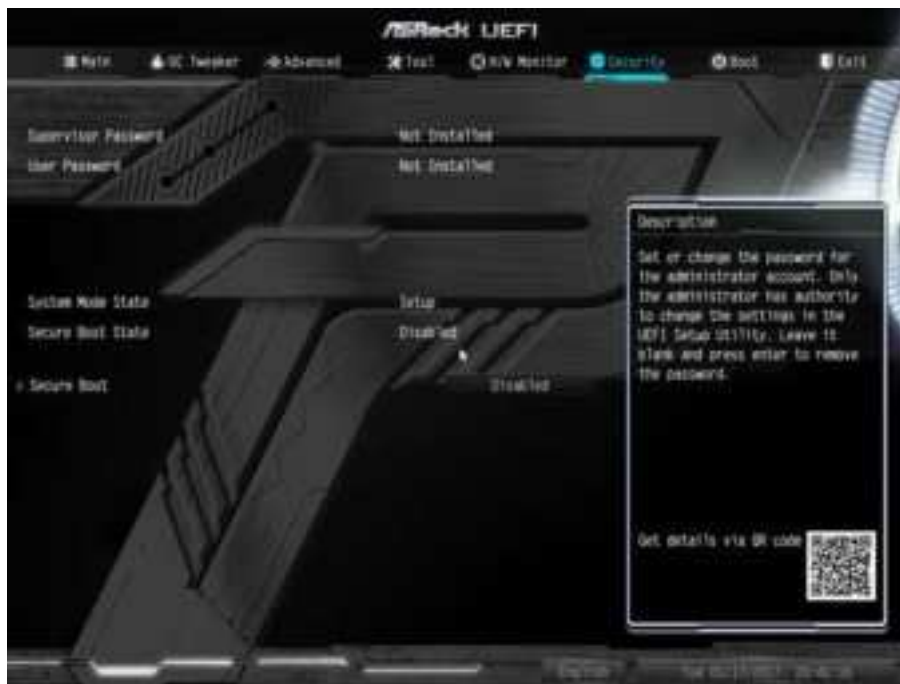 ASRock UEFI
Main OC Tweaker Advanced Tool H/W Monitor Security Boot Exit
Supervisor Password Not Installed
User Password Not Installed
System Mode State Setup
Secure Boot State Disabled
Secure Boot Disabled
Description
Set or change the password for
the administrator account. Only
the administrator has authority
to change the settings in the
UEFI Setup Utility. Leave it
blank and press enter to remove
the password.
Get details via QR code
English